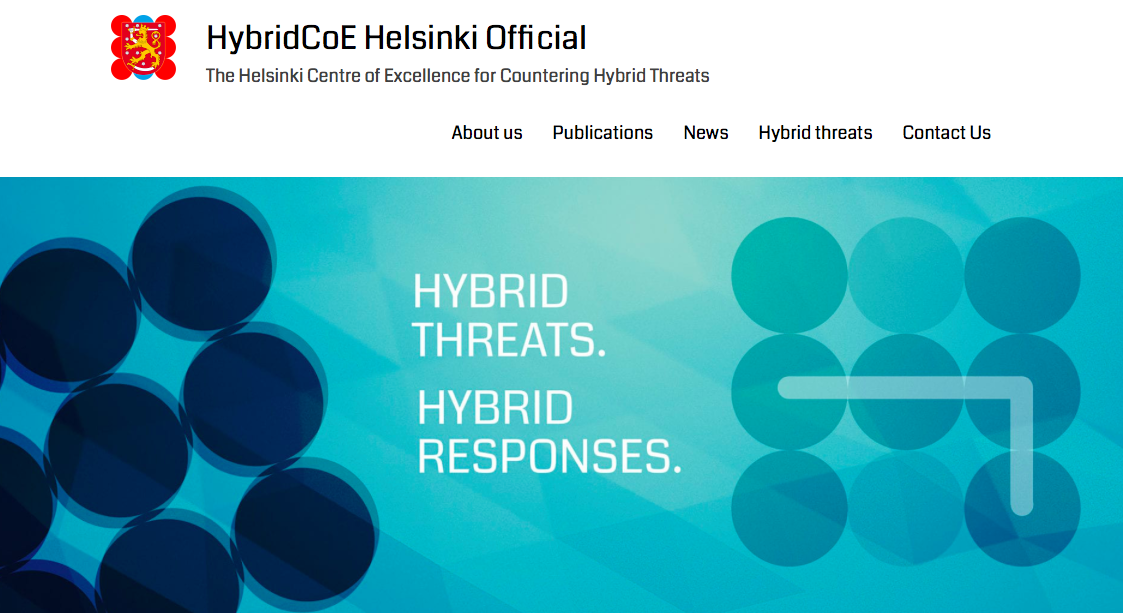 HybridCoE Helsinki Official
The Helsinki Centre of Excellence for Countering Hybrid Threats
About us Publications News Hybrid threats Contact Us
HYBRID
THREATS.
HYBRID
RESPONSES.